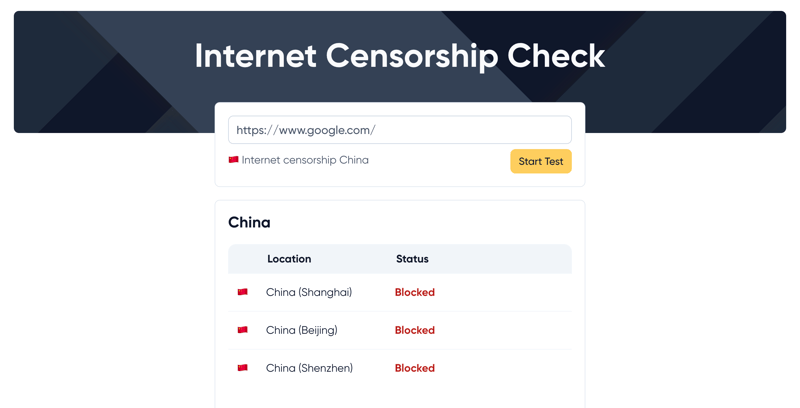 Internet Censorship Check
https://www.google.com/
Internet censorship China
Start Test
China
Location Status
China (Shanghai) Blocked
China (Beijing) Blocked
China (Shenzhen) Blocked